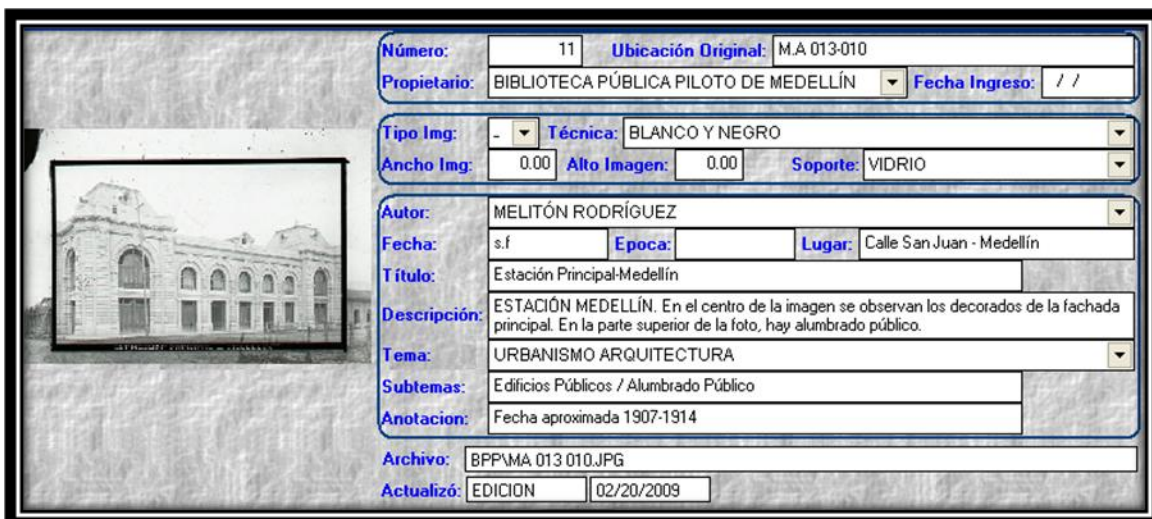 Número: 11 Ubicación Original: M.A 013-010
Propietario: BIBLIOTECA PÚBLICA PILOTO DE MEDELLÍN Fecha Ingreso: / /
Tipo Img: - Técnica: BLANCO Y NEGRO
Ancho Img: 0.00 Alto Imagen: 0.00 Soporte: VIDRIO
Autor: MELITÓN RODRÍGUEZ
Fecha: s.f Epoca: Lugar: Calle San Juan - Medellín
Título: Estación Principal-Medellín
Descripción: ESTACIÓN MEDELLÍN. En el centro de la imagen se observan los decorados de la fachada
principal. En la parte superior de la foto, hay alumbrado público.
Tema: URBANISMO ARQUITECTURA
Subtemas: Edificios Públicos / Alumbrado Público
Anotacion: Fecha aproximada 1907-1914
Archivo: BPP\MA 013 010.JPG
Actualizó: EDICION 02/20/2009